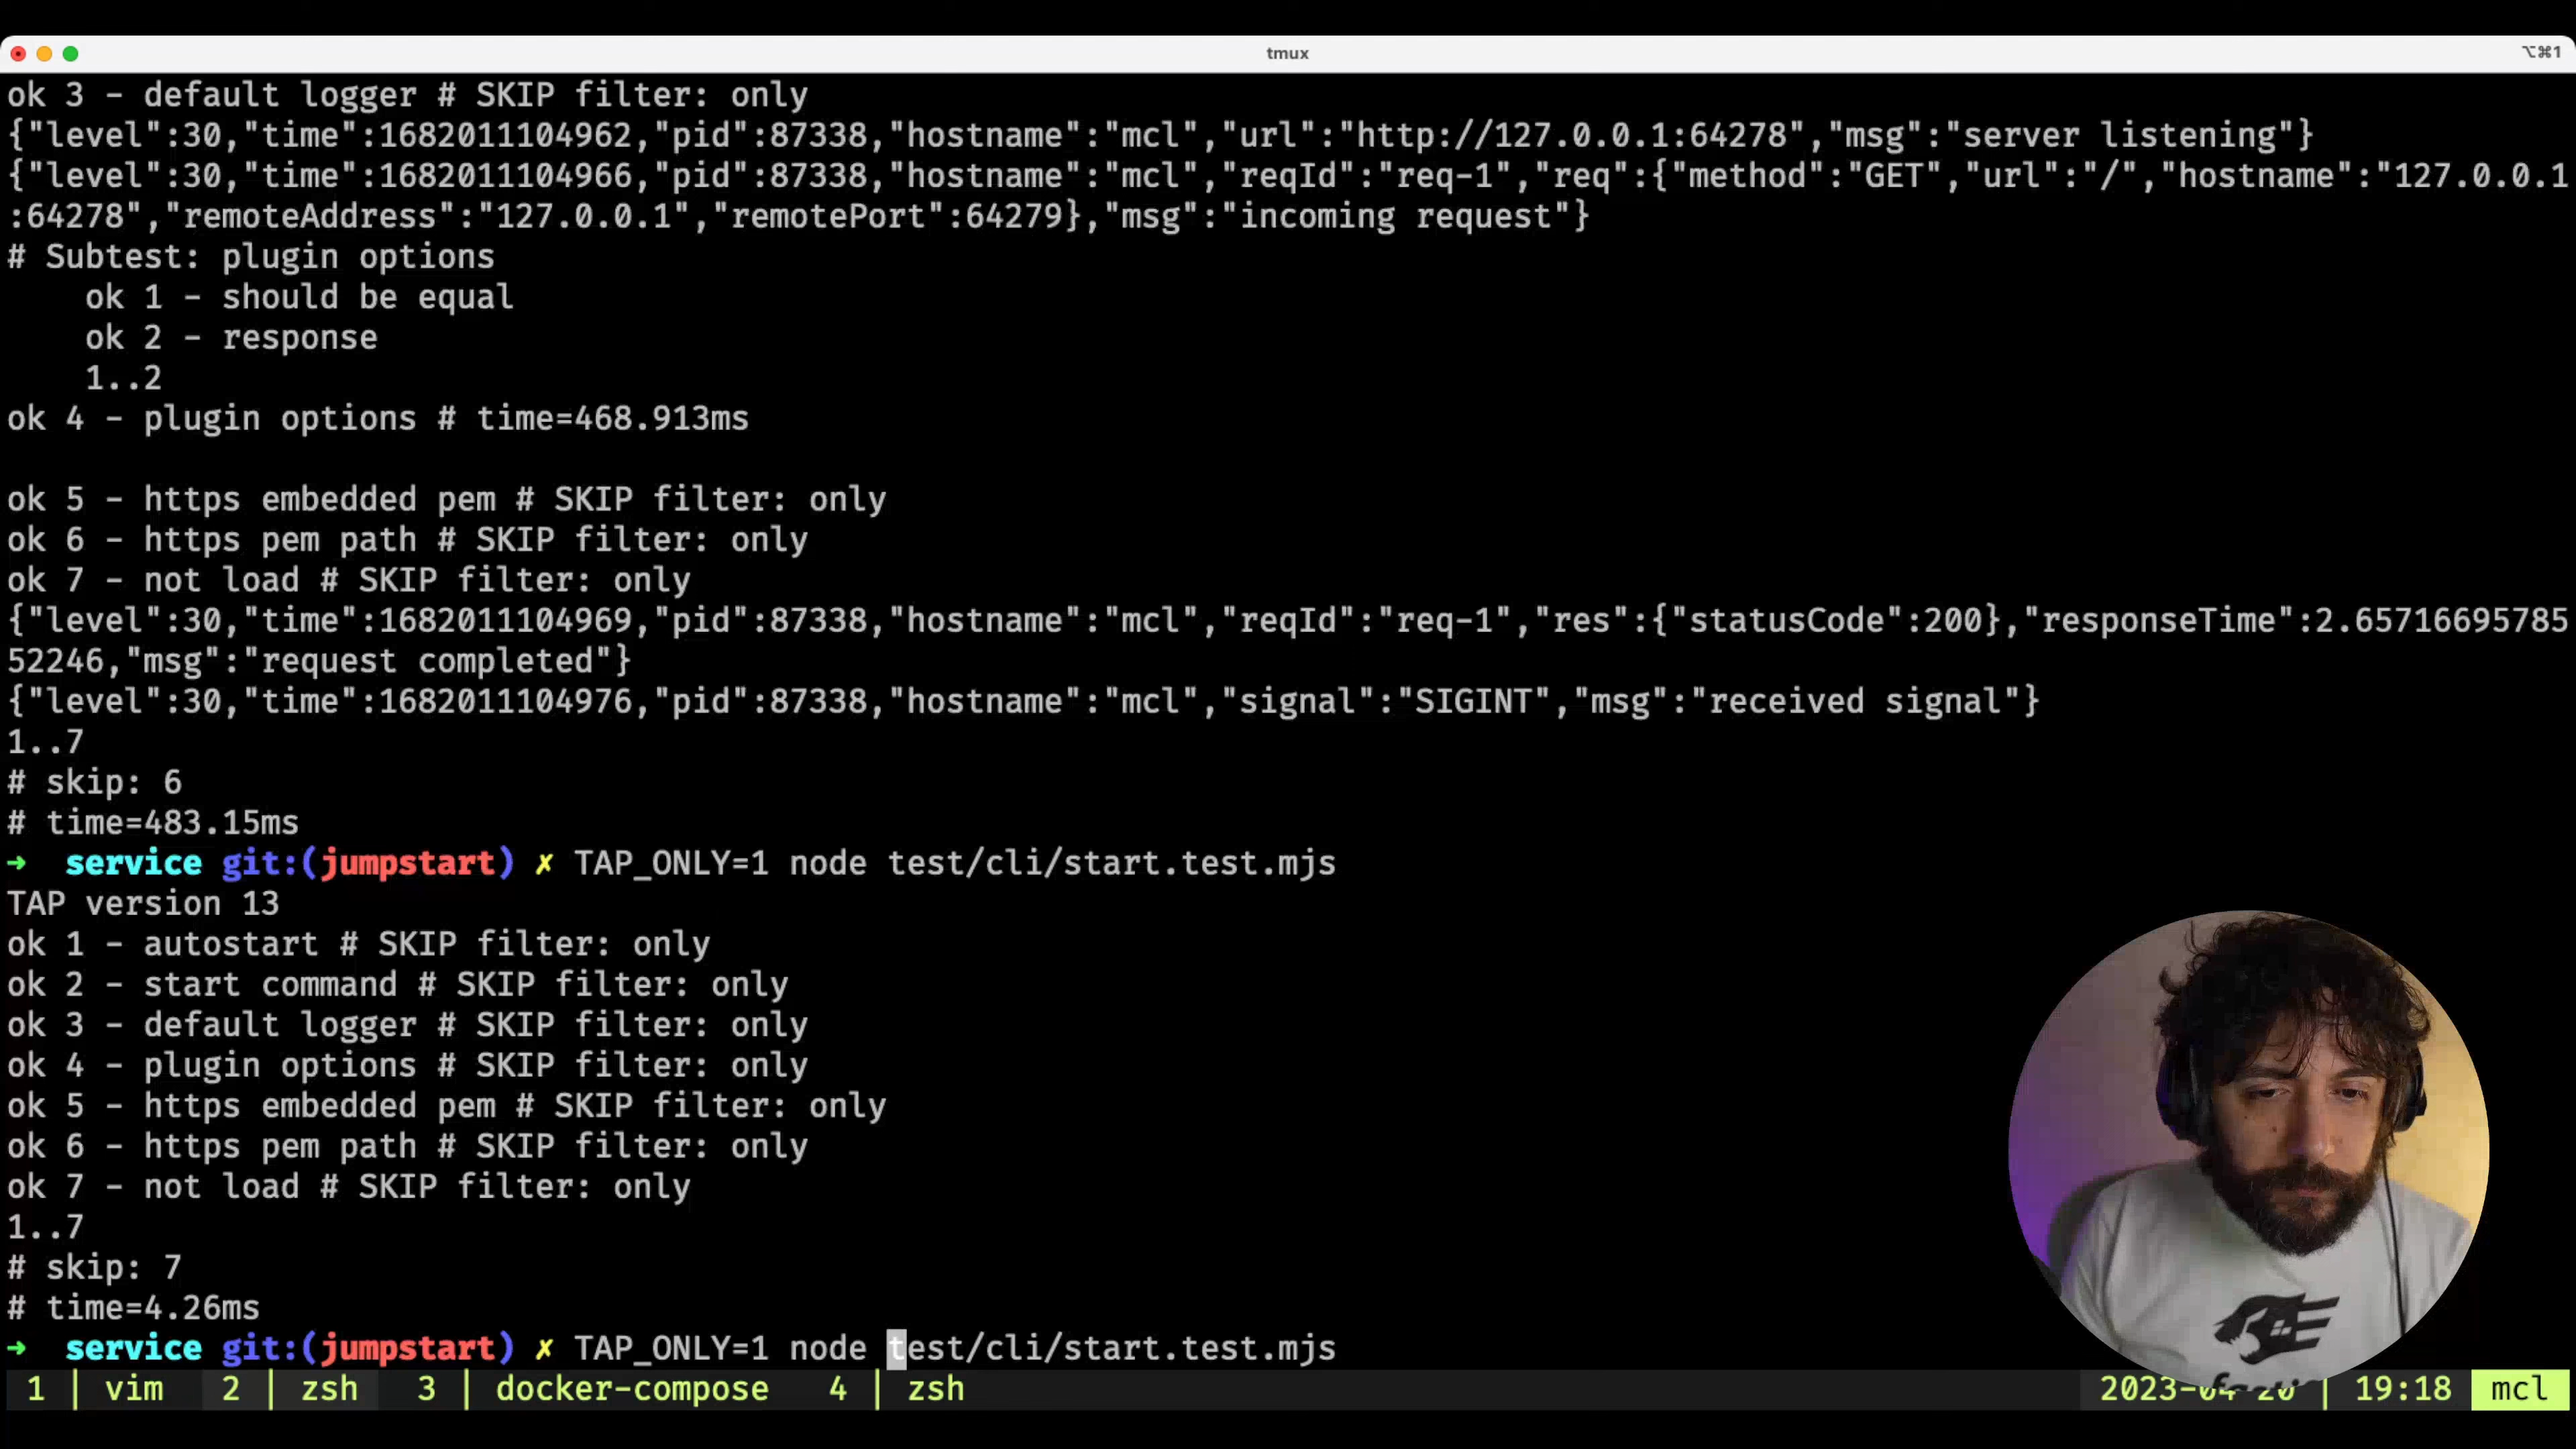 tmux
⌥⌘1
ok 3 - default logger # SKIP filter: only
{"level":30,"time":1682011104962,"pid":87338,"hostname":"mcl","url":"http://127.0.0.1:64278","msg":"server listening"}
{"level":30,"time":1682011104966,"pid":87338,"hostname":"mcl","reqId":"req-1","req":{"method":"GET","url":"/","hostname":"127.0.0.1
:64278","remoteAddress":"127.0.0.1","remotePort":64279},"msg":"incoming request"}
# Subtest: plugin options
    ok 1 - should be equal
    ok 2 - response
    1..2
ok 4 - plugin options # time=468.913ms
ok 5 - https embedded pem # SKIP filter: only
ok 6 - https pem path # SKIP filter: only
ok 7 - not load # SKIP filter: only
{"level":30,"time":1682011104969,"pid":87338,"hostname":"mcl","reqId":"req-1","res":{"statusCode":200},"responseTime":2.65716695785
52246,"msg":"request completed"}
{"level":30,"time":1682011104976,"pid":87338,"hostname":"mcl","signal":"SIGINT","msg":"received signal"}
1..7
# skip: 6
# time=483.15ms
→ service git:(jumpstart) ✗ TAP_ONLY=1 node test/cli/start.test.mjs
TAP version 13
ok 1 - autostart # SKIP filter: only
ok 2 - start command # SKIP filter: only
ok 3 - default logger # SKIP filter: only
ok 4 - plugin options # SKIP filter: only
ok 5 - https embedded pem # SKIP filter: only
ok 6 - https pem path # SKIP filter: only
ok 7 - not load # SKIP filter: only
1..7
# skip: 7
# time=4.26ms
→ service git:(jumpstart) ✗ TAP_ONLY=1 node test/cli/start.test.mjs
1 | vim 2 | zsh 3 | docker-compose 4 | zsh 2023-04-20 | 19:18 mcl